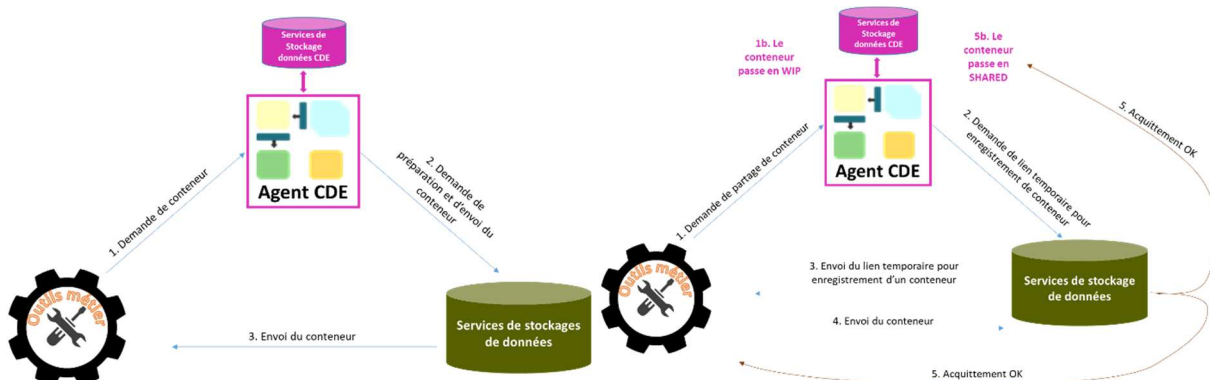 Services de
Stockage
données CDE
Agent CDE
1. Demande de conteneur
2. Demande de
préparation et d'envoi du
conteneur
Outils métier
3. Envoi du conteneur
Services de stockages
de données
1b. Le
conteneur
passe en WIP
Services de
Stockage
données CDE
5b. Le
conteneur
passe en
SHARED
Agent CDE
1. Demande de partage de conteneur
2. Demande de lien temporaire pour
enregistrement de conteneur
5. Acquittement OK
Outils métier
3. Envoi du lien temporaire pour
enregistrement d'un conteneur
4. Envoi du conteneur
Services de stockage
de données
5. Acquittement OK